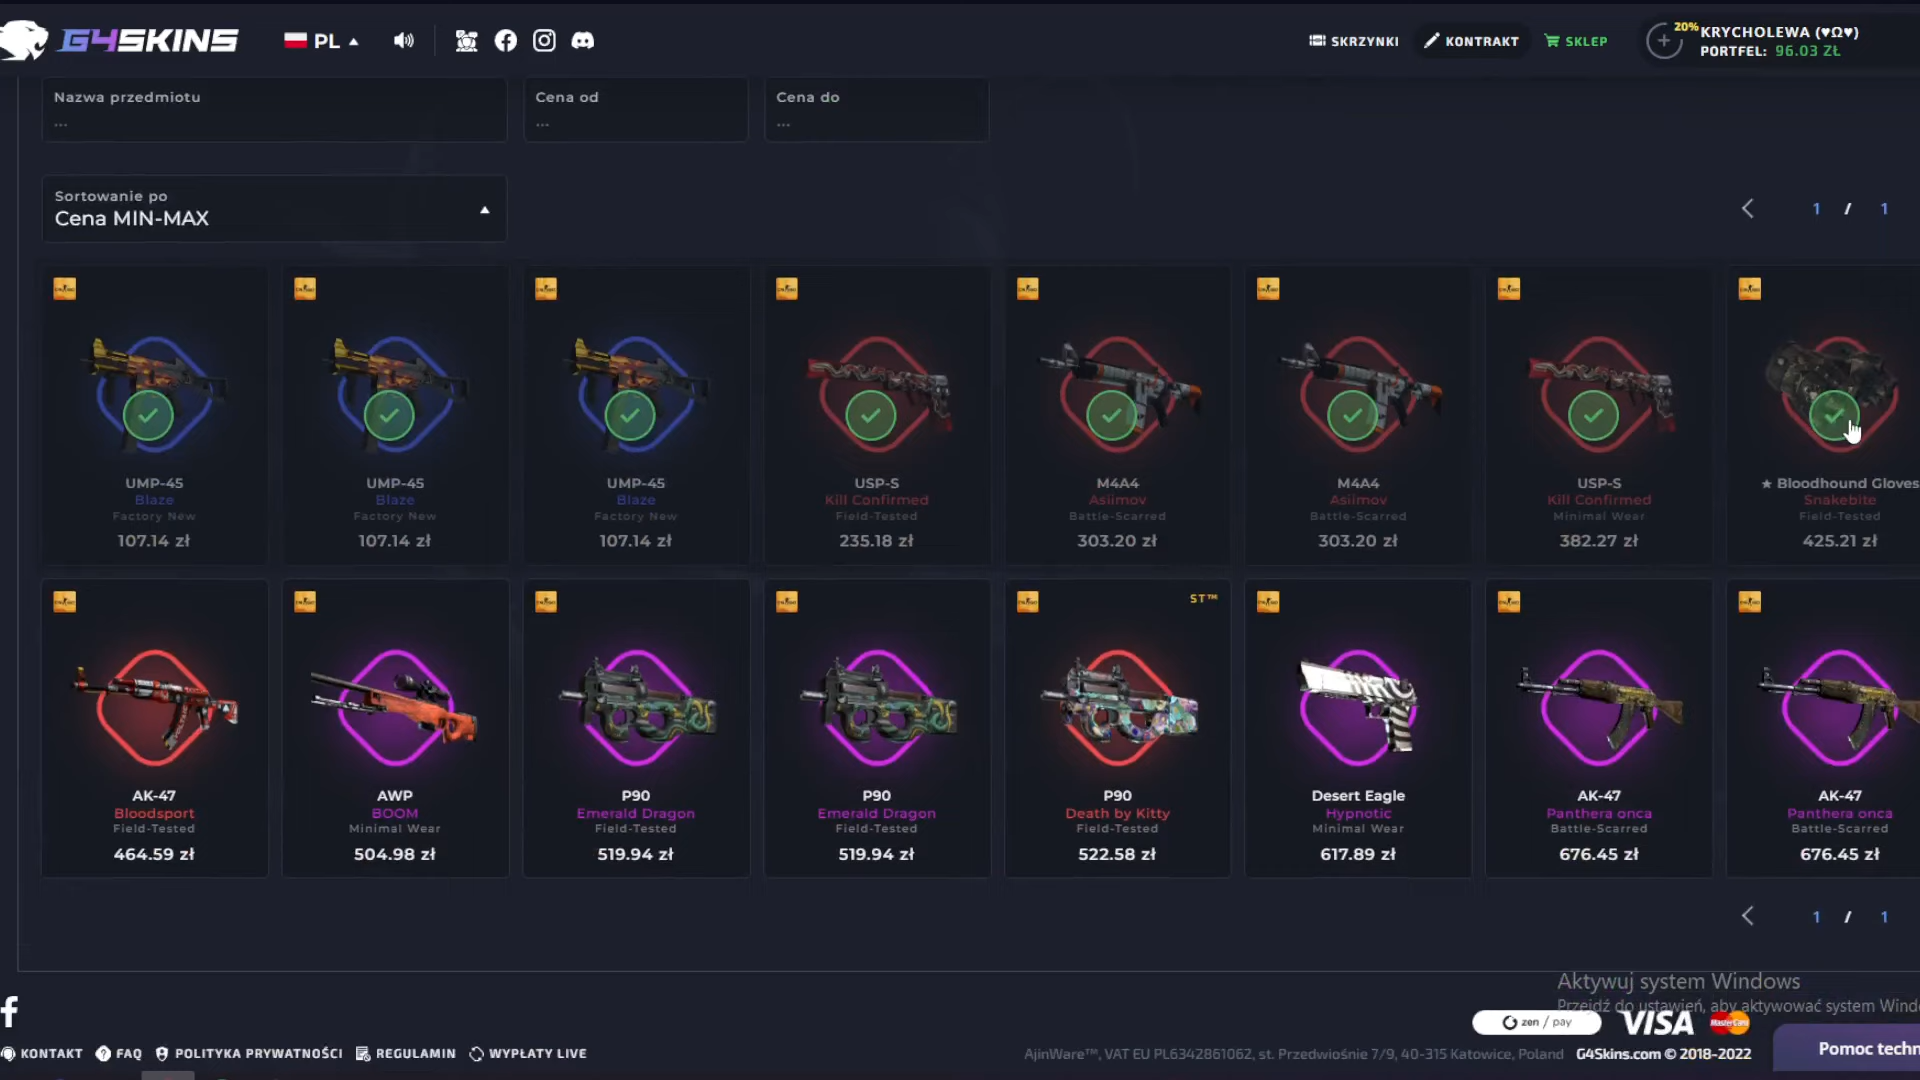 G4SKINS
PL
SKRZYNKI
KONTRAKT
SKLEP
20%
KRYCHOLEWA (♥Ω♥)
PORTFEL: 96.03 ZŁ
Nazwa przedmiotu
...
Cena od
...
Cena do
...
Sortowanie po
Cena MIN-MAX
1 / 1
UMP-45
Blaze
Factory New
107.14 zł
UMP-45
Blaze
Factory New
107.14 zł
UMP-45
Blaze
Factory New
107.14 zł
USP-S
Kill Confirmed
Field-Tested
235.18 zł
M4A4
Asiimov
Battle-Scarred
303.20 zł
M4A4
Asiimov
Battle-Scarred
303.20 zł
USP-S
Kill Confirmed
Minimal Wear
382.27 zł
★ Bloodhound Gloves
Snakebite
Field-Tested
425.21 zł
AK-47
Bloodsport
Field-Tested
464.59 zł
AWP
BOOM
Minimal Wear
504.98 zł
P90
Emerald Dragon
Field-Tested
519.94 zł
P90
Emerald Dragon
Field-Tested
519.94 zł
ST™
P90
Death by Kitty
Field-Tested
522.58 zł
Desert Eagle
Hypnotic
Minimal Wear
617.89 zł
AK-47
Panthera onca
Battle-Scarred
676.45 zł
AK-47
Panthera onca
Battle-Scarred
676.45 zł
1 / 1
Aktywuj system Windows
Przejdź do ustawień, aby aktywować system Wind
zen / pay
VISA
MasterCard
KONTAKT
FAQ
POLITYKA PRYWATNOŚCI
REGULAMIN
WYPŁATY LIVE
AjinWare™, VAT EU PL6342861062, st. Przedwiośnie 7/9, 40-315 Katowice, Poland
G4Skins.com © 2018-2022
Pomoc techn